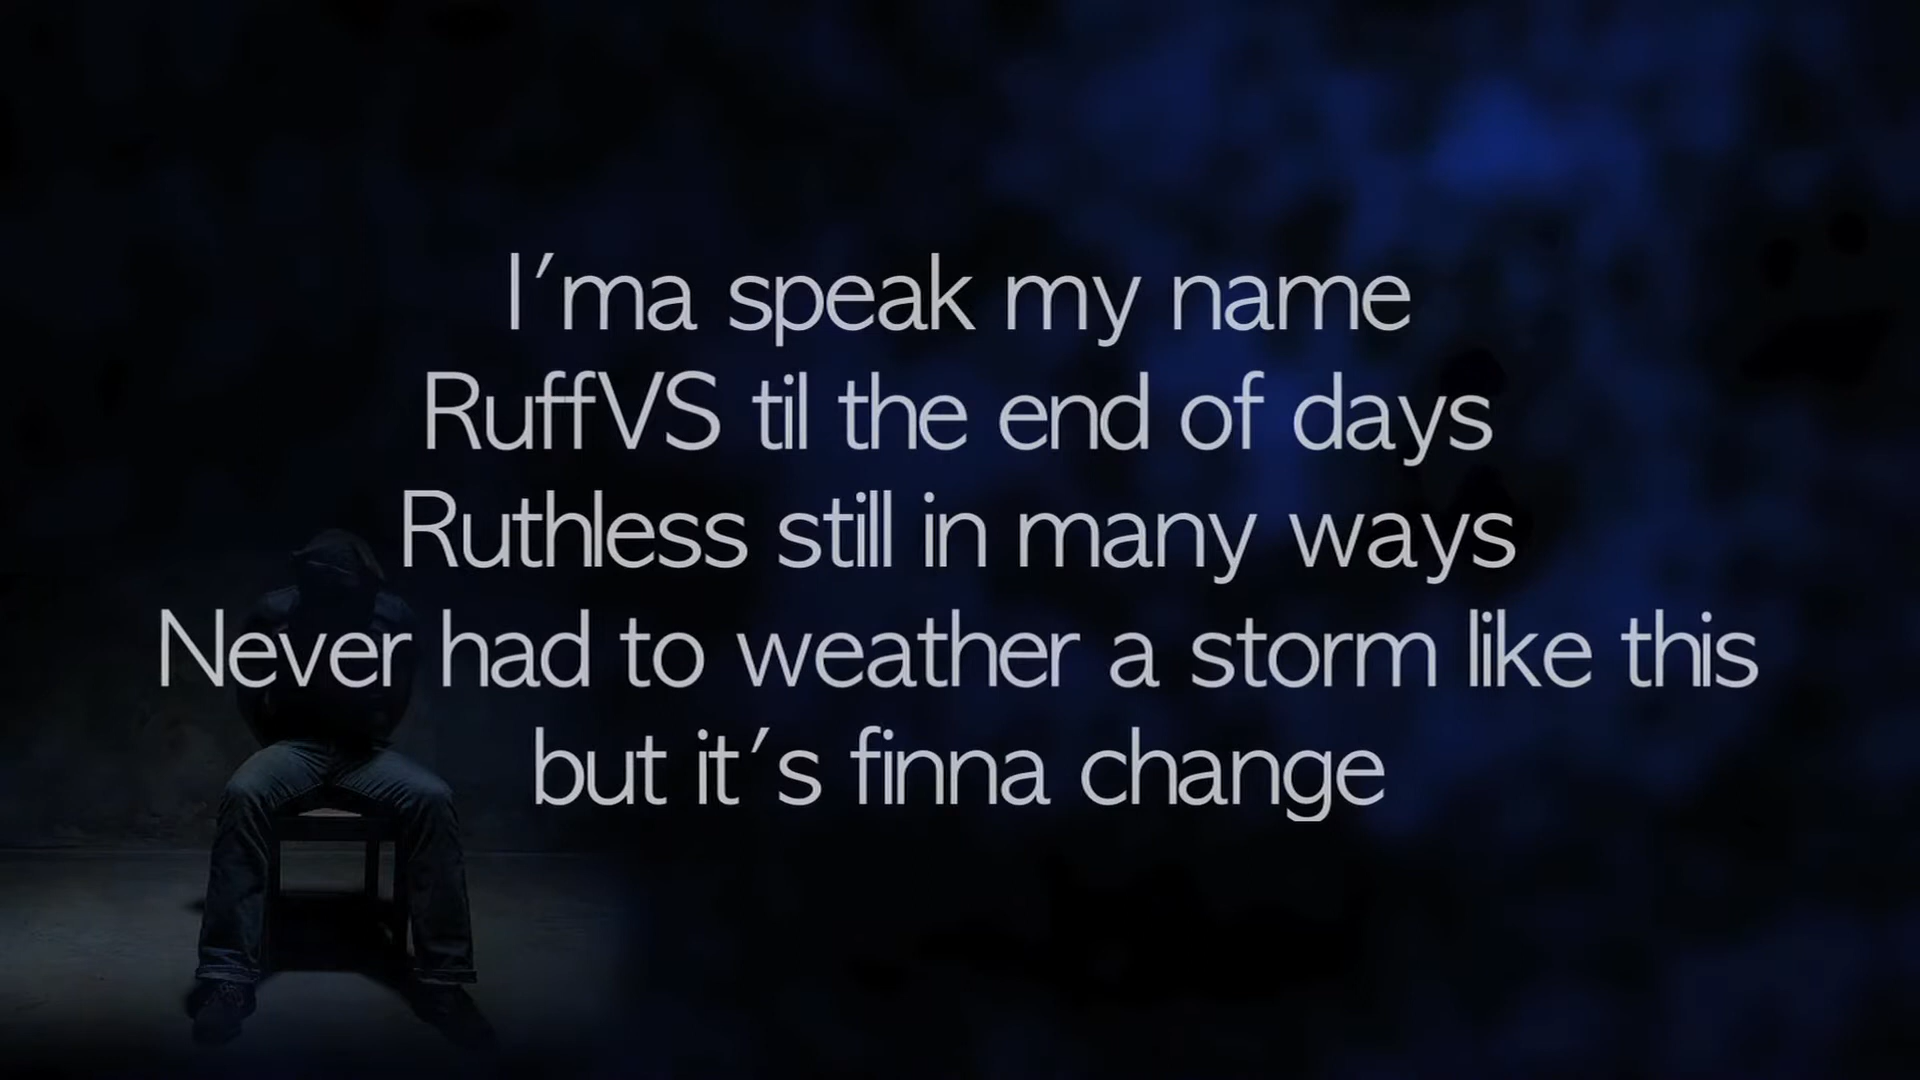 I'ma speak my name
RuffVS til the end of days
Ruthless still in many ways
Never had to weather a storm like this
but it's finna change